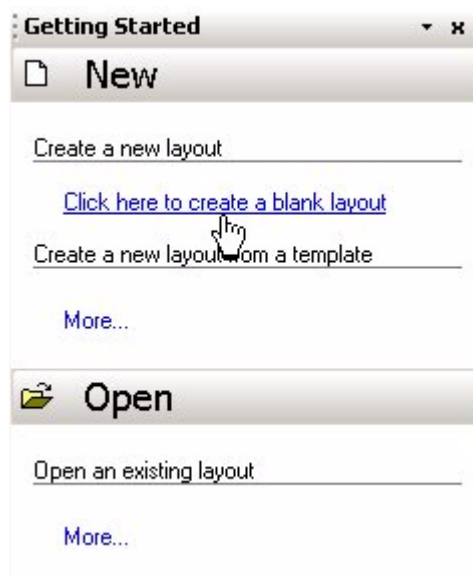 Getting Started
New
Create a new layout
Click here to create a blank layout
Create a new layout from a template
More...
Open
Open an existing layout
More...